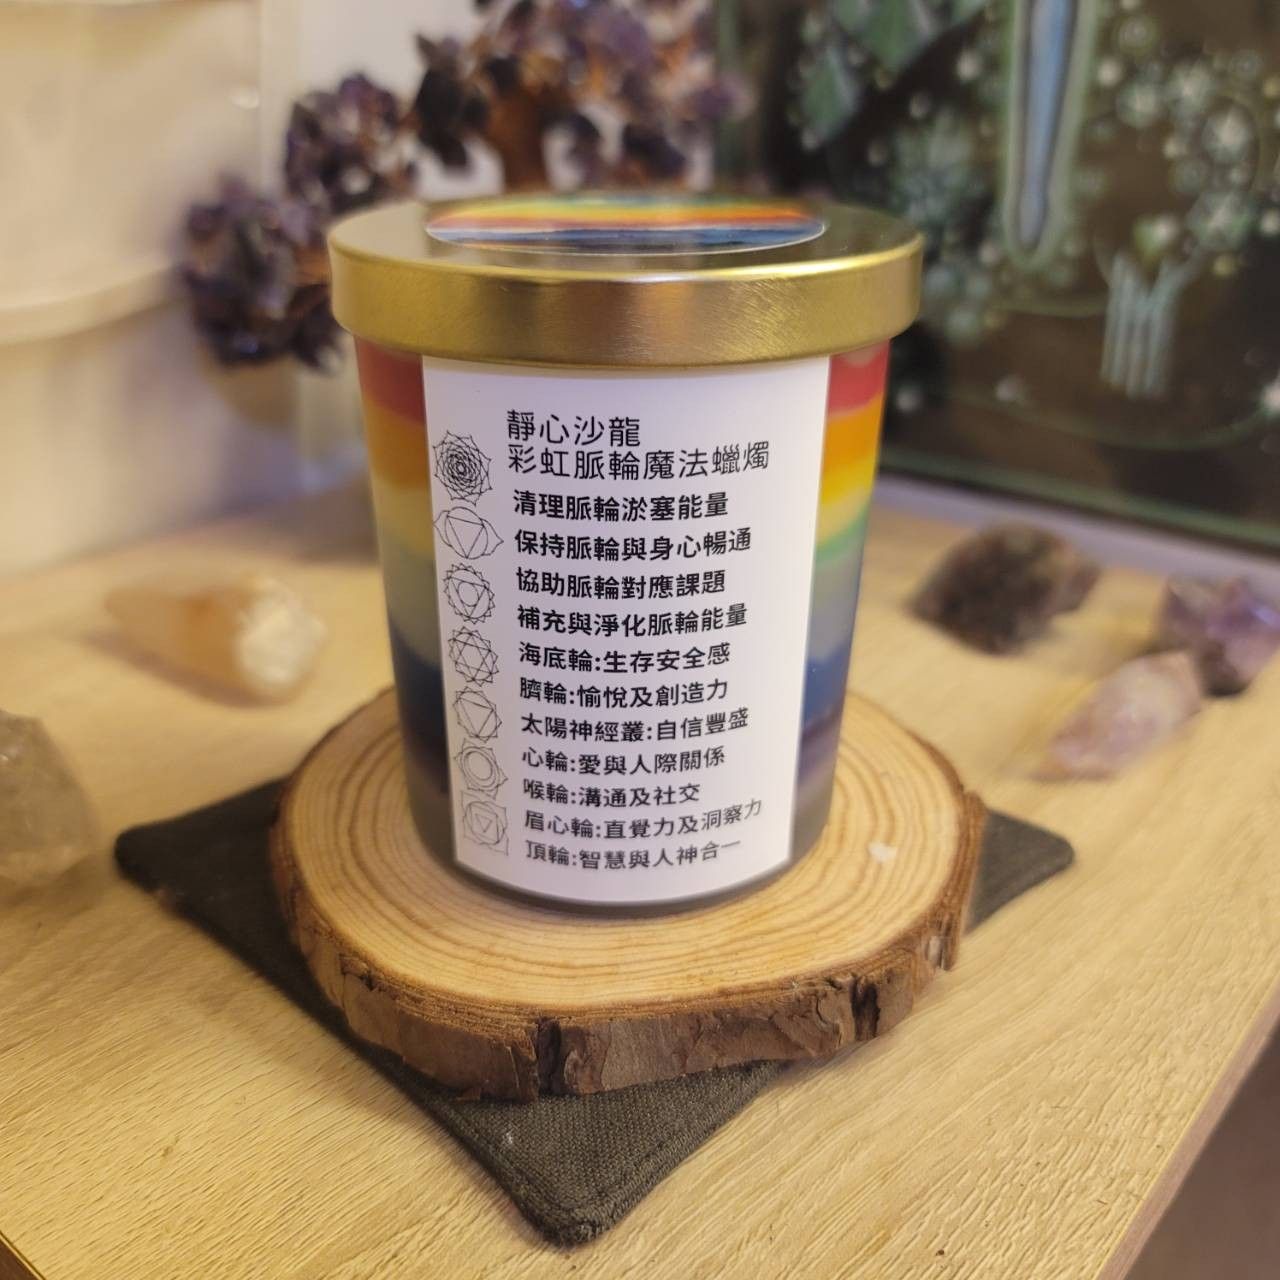 靜心沙龍
彩虹脈輪魔法蠟燭
清理脈輪淤塞能量
保持脈輪與身心暢通
協助脈輪對應課題
補充與淨化脈輪能量
海底輪:生存安全感
臍輪:愉悅及創造力
太陽神經叢:自信豐盛
心輪:愛與人際關係
喉輪:溝通及社交
眉心輪:直覺力及洞察力
頂輪:智慧與人神合一